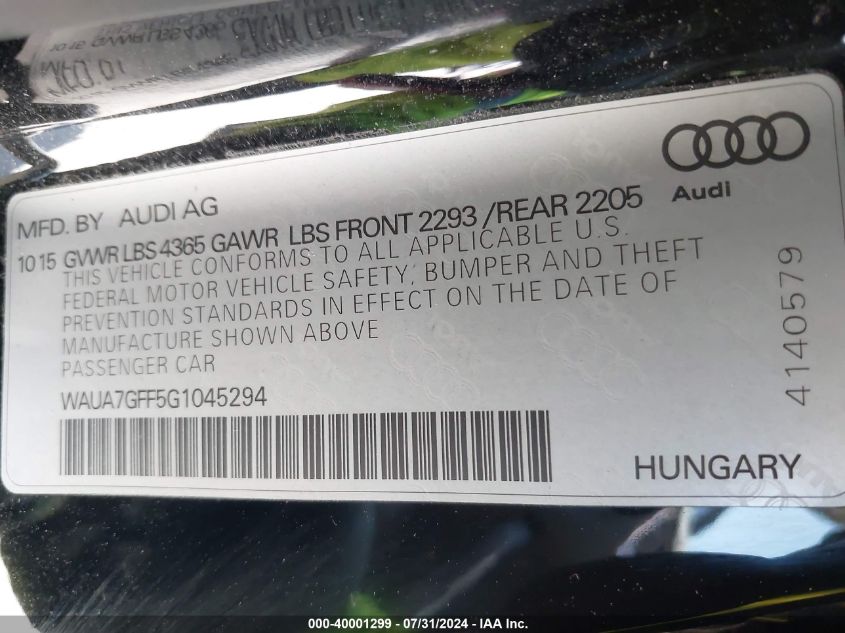 MFD. BY AUDI AG
10 15 GVWR LBS 4365 GAWR LBS FRONT 2293 /REAR 2205
THIS VEHICLE CONFORMS TO ALL APPLICABLE U.S.
FEDERAL MOTOR VEHICLE SAFETY, BUMPER AND THEFT
PREVENTION STANDARDS IN EFFECT ON THE DATE OF
MANUFACTURE SHOWN ABOVE
PASSENGER CAR
WAUA7GFF5G1045294
Audi
4140579
HUNGARY
000-40001299 / 07/31/2024 - IAA Inc.